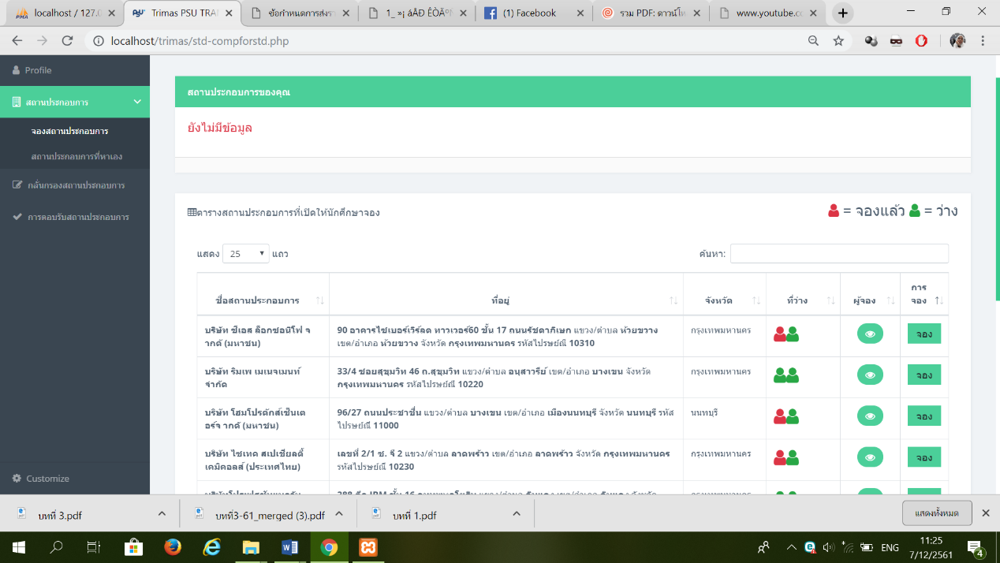 localhost / 127.0
Trimas PSU TRA
ข้อกำหนดการส่งรา
(1) Facebook
รวม PDF: ดาวน์โห
www.youtube.co
localhost/trimas/std-compforstd.php
Profile
สถานประกอบการ
จองสถานประกอบการ
สถานประกอบการที่หาเอง
กลั่นกรองสถานประกอบการ
การตอบรับสถานประกอบการ
Customize
สถานประกอบการของคุณ
ยังไม่มีข้อมูล
ตารางสถานประกอบการที่เปิดให้นักศึกษาจอง
= จองแล้ว = ว่าง
แสดง 25 แถว
ค้นหา:
ชื่อสถานประกอบการ ที่อยู่ จังหวัด ที่ว่าง ผู้จอง การ
จอง
บริษัท ซีเอส ล็อกซอินโฟ จ
ากดั (มหาชน)
90 อาคารไซเบอร์เวิร์ลด ทาวเวอร์60 ชั้น 17 ถนนรัชดาภิเษก แขวง/ตำบล ห้วยขวาง
เขต/อำเภอ ห้วยขวาง จังหวัด กรุงเทพมหานคร รหัสไปรษย์ณี 10310
กรุงเทพมหานคร
จอง
บริษัท ริมเพ เมเนจเมนท์
จำกัด
33/4 ซอยสุขุมวิท 46 ถ.สุขุมวิท แขวง/ตำบล อนุสาวรีย์ เขต/อำเภอ บางเขน จังหวัด
กรุงเทพมหานคร รหัสไปรษย์ณี 10220
กรุงเทพมหานคร
จอง
บริษัท โฮมโปรดักส์เซ็นเต
อร์จ ากดั (มหาชน)
96/27 ถนนประชาชื่น แขวง/ตำบล บางเขน เขต/อำเภอ เมืองนนทบุรี จังหวัด นนทบุรี รหัส
ไปรษย์ณี 11000
นนทบุรี
จอง
บริษัท ไซเทค สเปเชียลตี้
เคมิคอลส์ (ประเทศไทย)
เลขที่ 2/1 ซ. จี 2 แขวง/ตำบล ลาดพร้าว เขต/อำเภอ ลาดพร้าว จังหวัด กรุงเทพมหานคร
รหัสไปรษย์ณี 10230
กรุงเทพมหานคร
จอง
บทที่ 3.pdf
บทที่3-61_merged (3).pdf
บทที่ 1.pdf
แสดงทั้งหมด
ENG
11:25
7/12/2561
4